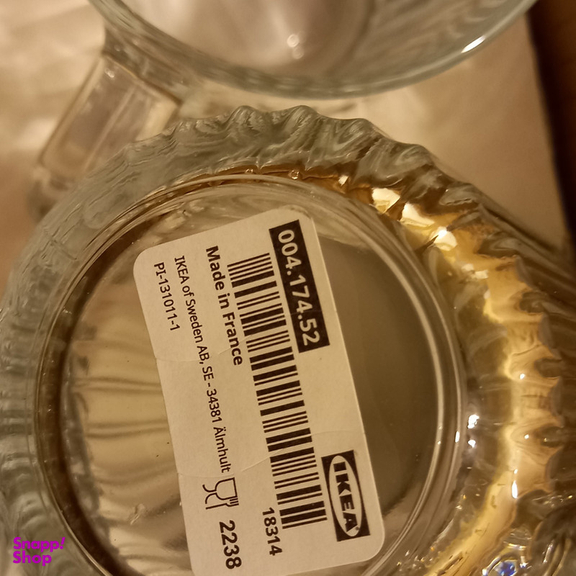 004.174.52
Made in France
IKEA of Sweden AB, SE - 34381 Älmhult
PI-131011-1
18314
2238
IKEA
Snapp!
Shop